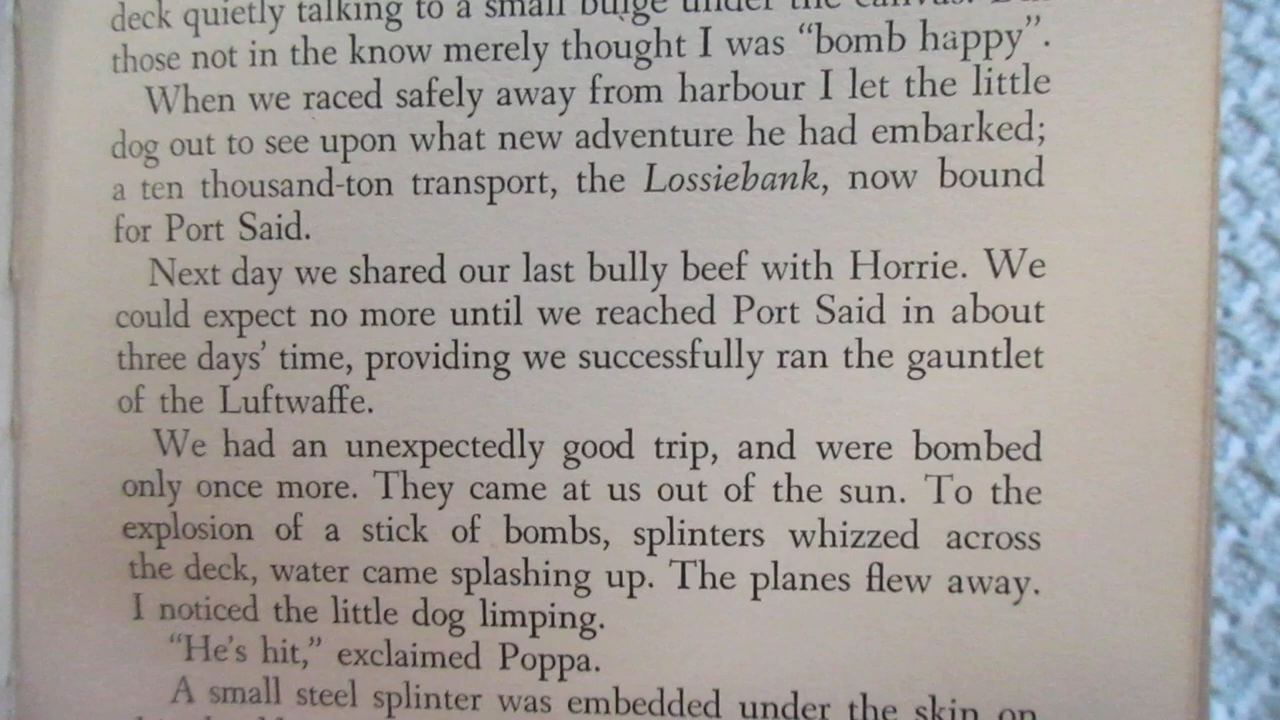 deck quietly talking to a small bulge under the canvas. But
those not in the know merely thought I was “bomb happy”.
When we raced safely away from harbour I let the little
dog out to see upon what new adventure he had embarked;
a ten thousand-ton transport, the Lossiebank, now bound
for Port Said.
Next day we shared our last bully beef with Horrie. We
could expect no more until we reached Port Said in about
three days’ time, providing we successfully ran the gauntlet
of the Luftwaffe.
We had an unexpectedly good trip, and were bombed
only once more. They came at us out of the sun. To the
explosion of a stick of bombs, splinters whizzed across
the deck, water came splashing up. The planes flew away.
I noticed the little dog limping.
“He’s hit,” exclaimed Poppa.
A small steel splinter was embedded under the skin on